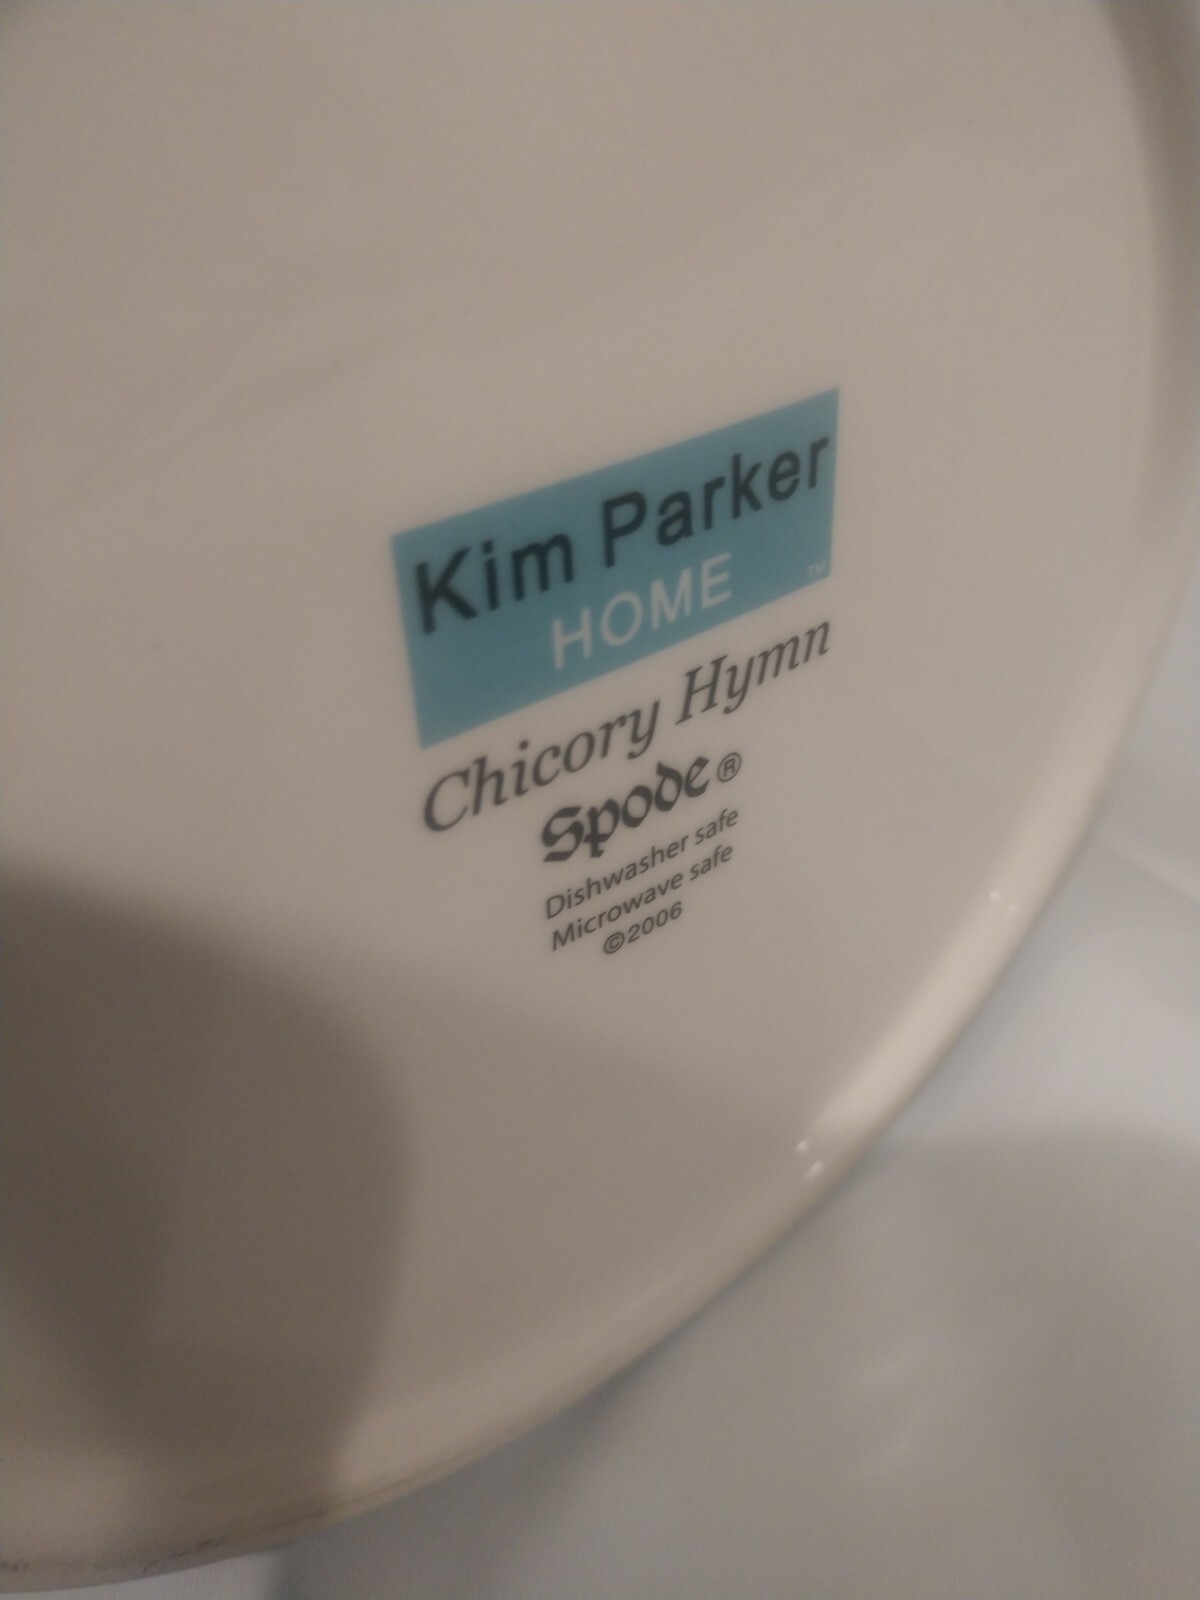 Kim Parker
HOME ™
Chicory Hymn
Spode®
Dishwasher safe
Microwave safe
©2006